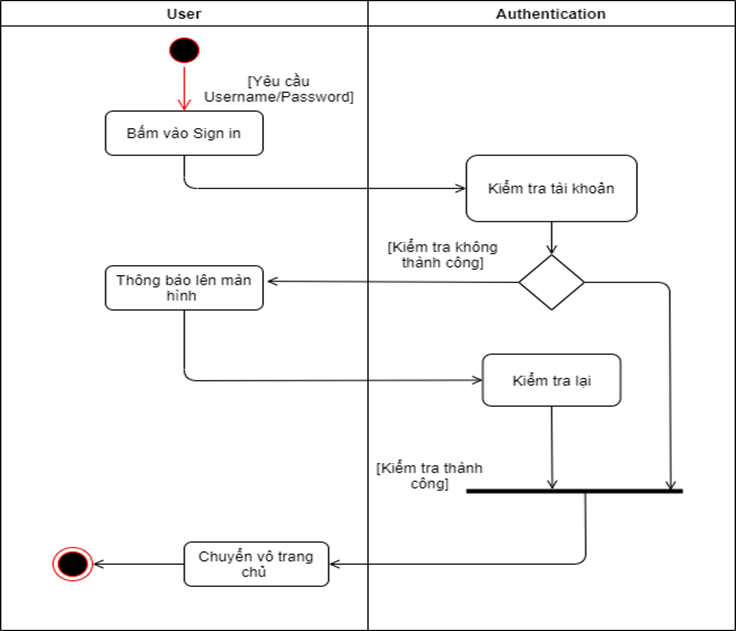 User
Authentication
[Yêu cầu
Username/Password]
Bấm vào Sign in
Kiểm tra tài khoản
[Kiểm tra không
thành công]
Thông báo lên màn
hình
Kiểm tra lại
[Kiểm tra thành
công]
Chuyển vô trang
chủ